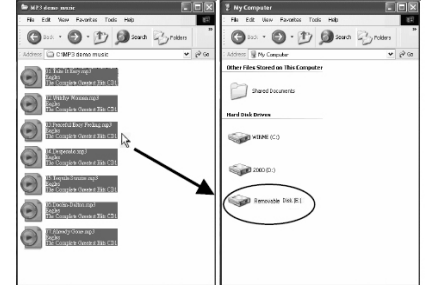 MP3 demo music
File Edit View Favorites Tools Help
Back Search Folders
Address C:\MP3 demo music Go
01.Take It Easy.mp3
Eagles
The Complete Greatest Hits CD1
02.Witchy Woman.mp3
Eagles
The Complete Greatest Hits CD1
03.Peaceful Easy Feeling.mp3
Eagles
The Complete Greatest Hits CD1
04.Desperado.mp3
Eagles
The Complete Greatest Hits CD1
Eagles
The Complete Greatest Hits CD1
06.Doolin-Dalton.mp3
Eagles
The Complete Greatest Hits CD1
07.Already Gone.mp3
Eagles
The Complete Greatest Hits CD1
My Computer
File Edit View Favorites Tools Help
Back Search Folders
Address My Computer Go
Other Files Stored on This Computer
Shared Documents
Hard Disk Drives
WINME (C:)
2000 (D:)
Removable Disk (E:)